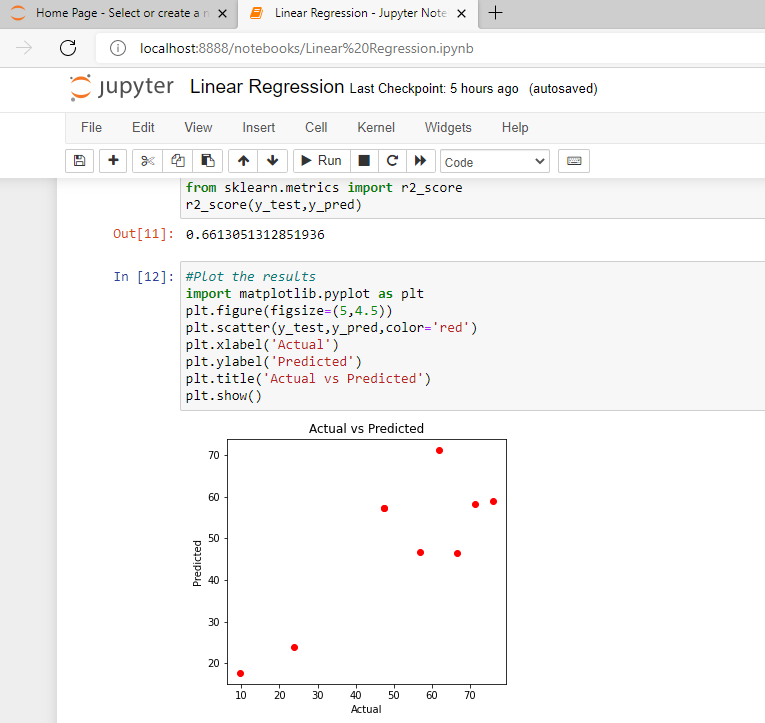 Home Page - Select or create a n
Linear Regression - Jupyter Note
localhost:8888/notebooks/Linear%20Regression.ipynb
jupyter Linear Regression Last Checkpoint: 5 hours ago (autosaved)
File Edit View Insert Cell Kernel Widgets Help
Run Code
from sklearn.metrics import r2_score
r2_score(y_test,y_pred)
Out[11]: 0.6613051312851936
In [12]: #Plot the results
import matplotlib.pyplot as plt
plt.figure(figsize=(5,4.5))
plt.scatter(y_test,y_pred,color='red')
plt.xlabel('Actual')
plt.ylabel('Predicted')
plt.title('Actual vs Predicted')
plt.show()
Actual vs Predicted
70
60
50
40
30
20
Predicted
10 20 30 40 50 60 70
Actual